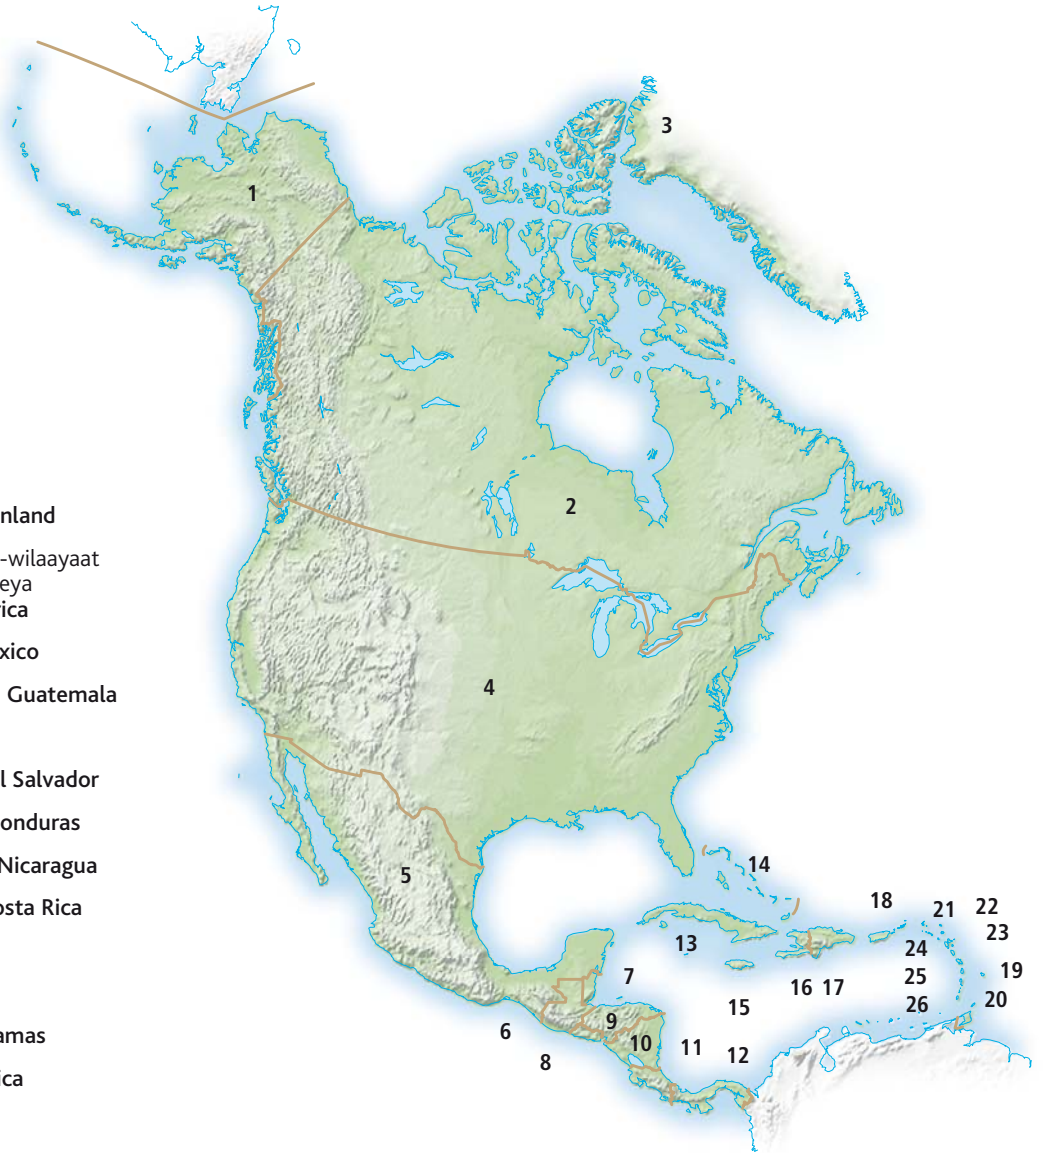 nland
-wilaayaat
eya
ica
xico
Guatemala
l Salvador
onduras
Nicaragua
osta Rica
amas
ica
3
1
2
4
5
14
18
21
22
23
13
24
7
19
16
17
25
15
20
26
6
9
10
11
12
8